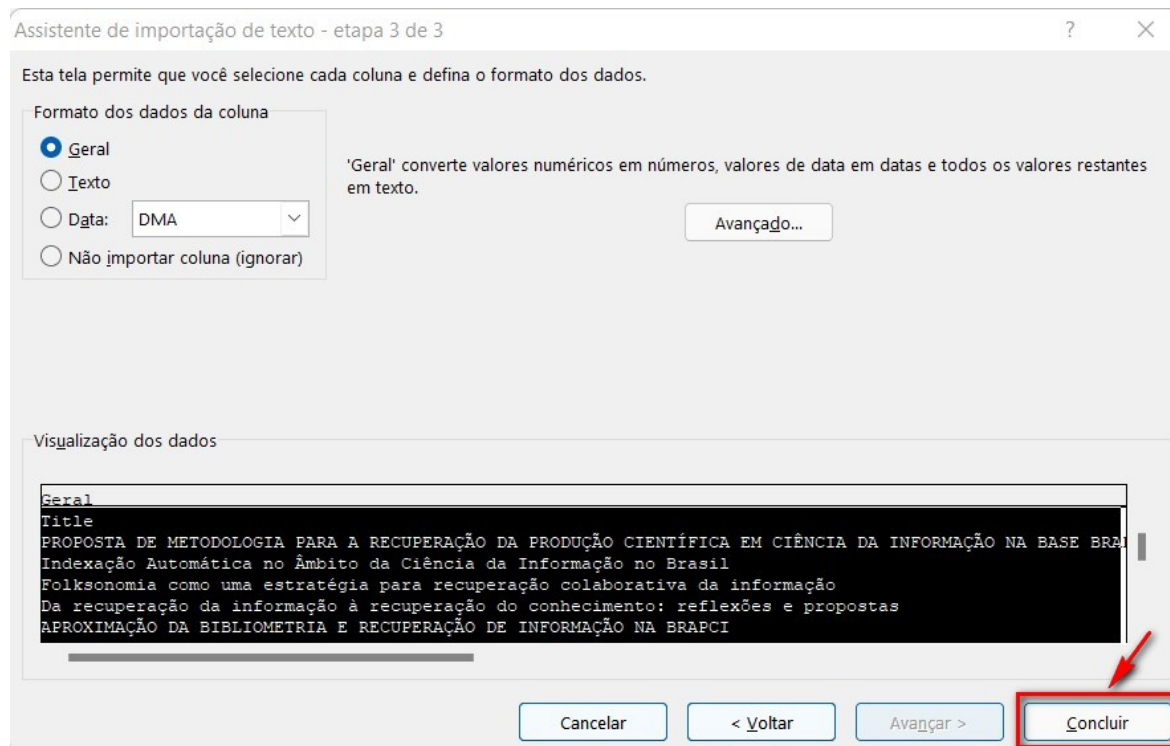 Assistente de importação de texto - etapa 3 de 3
Esta tela permite que você selecione cada coluna e defina o formato dos dados.
Formato dos dados da coluna
Geral
Texto
Data: DMA
Não importar coluna (ignorar)
'Geral' converte valores numéricos em números, valores de data em datas e todos os valores restantes
em texto.
Avançado...
Visualização dos dados
Geral
Title
PROPOSTA DE METODOLOGIA PARA A RECUPERAÇÃO DA PRODUÇÃO CIENTÍFICA EM CIÊNCIA DA INFORMAÇÃO NA BASE
Indexação Automática no Âmbito da Ciência da Informação no Brasil
Folksonomia como uma estratégia para recuperação colaborativa da informação
Da recuperação da informação à recuperação do conhecimento: reflexões e propostas
APROXIMAÇÃO DA BIBLIOMETRIA E RECUPERAÇÃO DE INFORMAÇÃO NA BRAPCI
Cancelar
< Voltar
Avançar >
Concluir